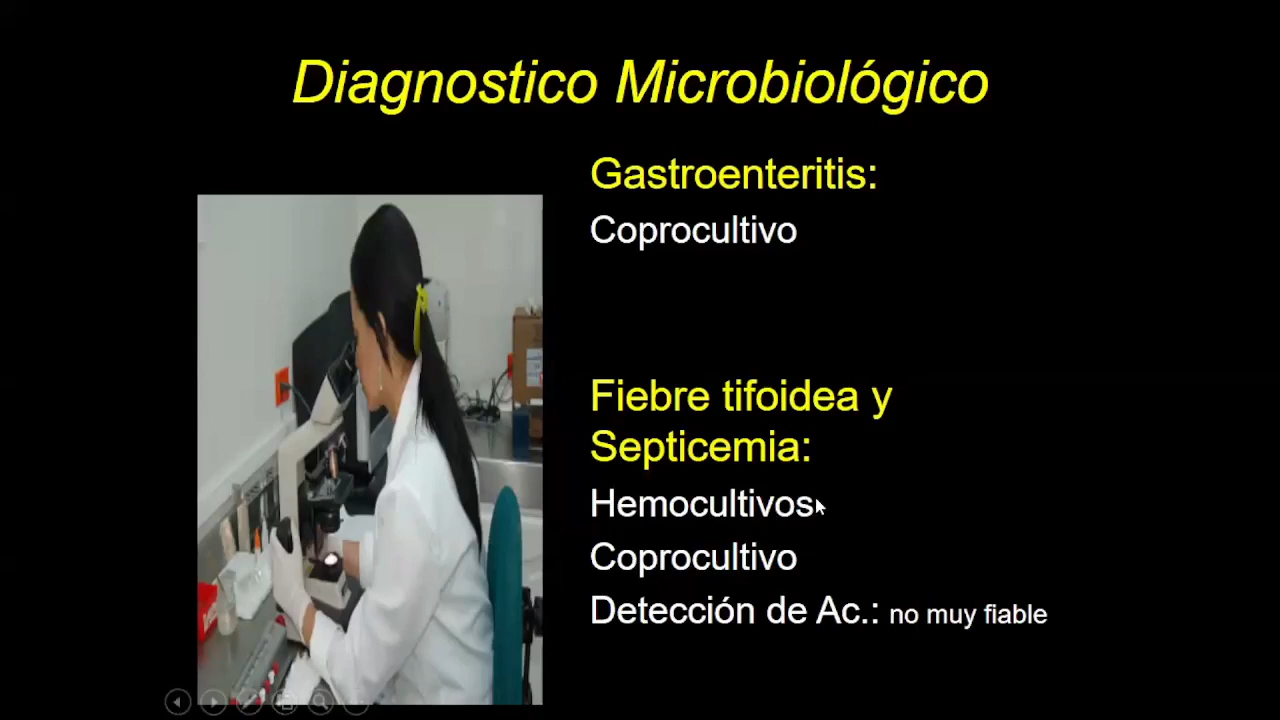 Diagnostico Microbiológico
Gastroenteritis:
Coprocultivo
Fiebre tifoidea y
Septicemia:
Hemocultivos
Coprocultivo
Detección de Ac.: no muy fiable